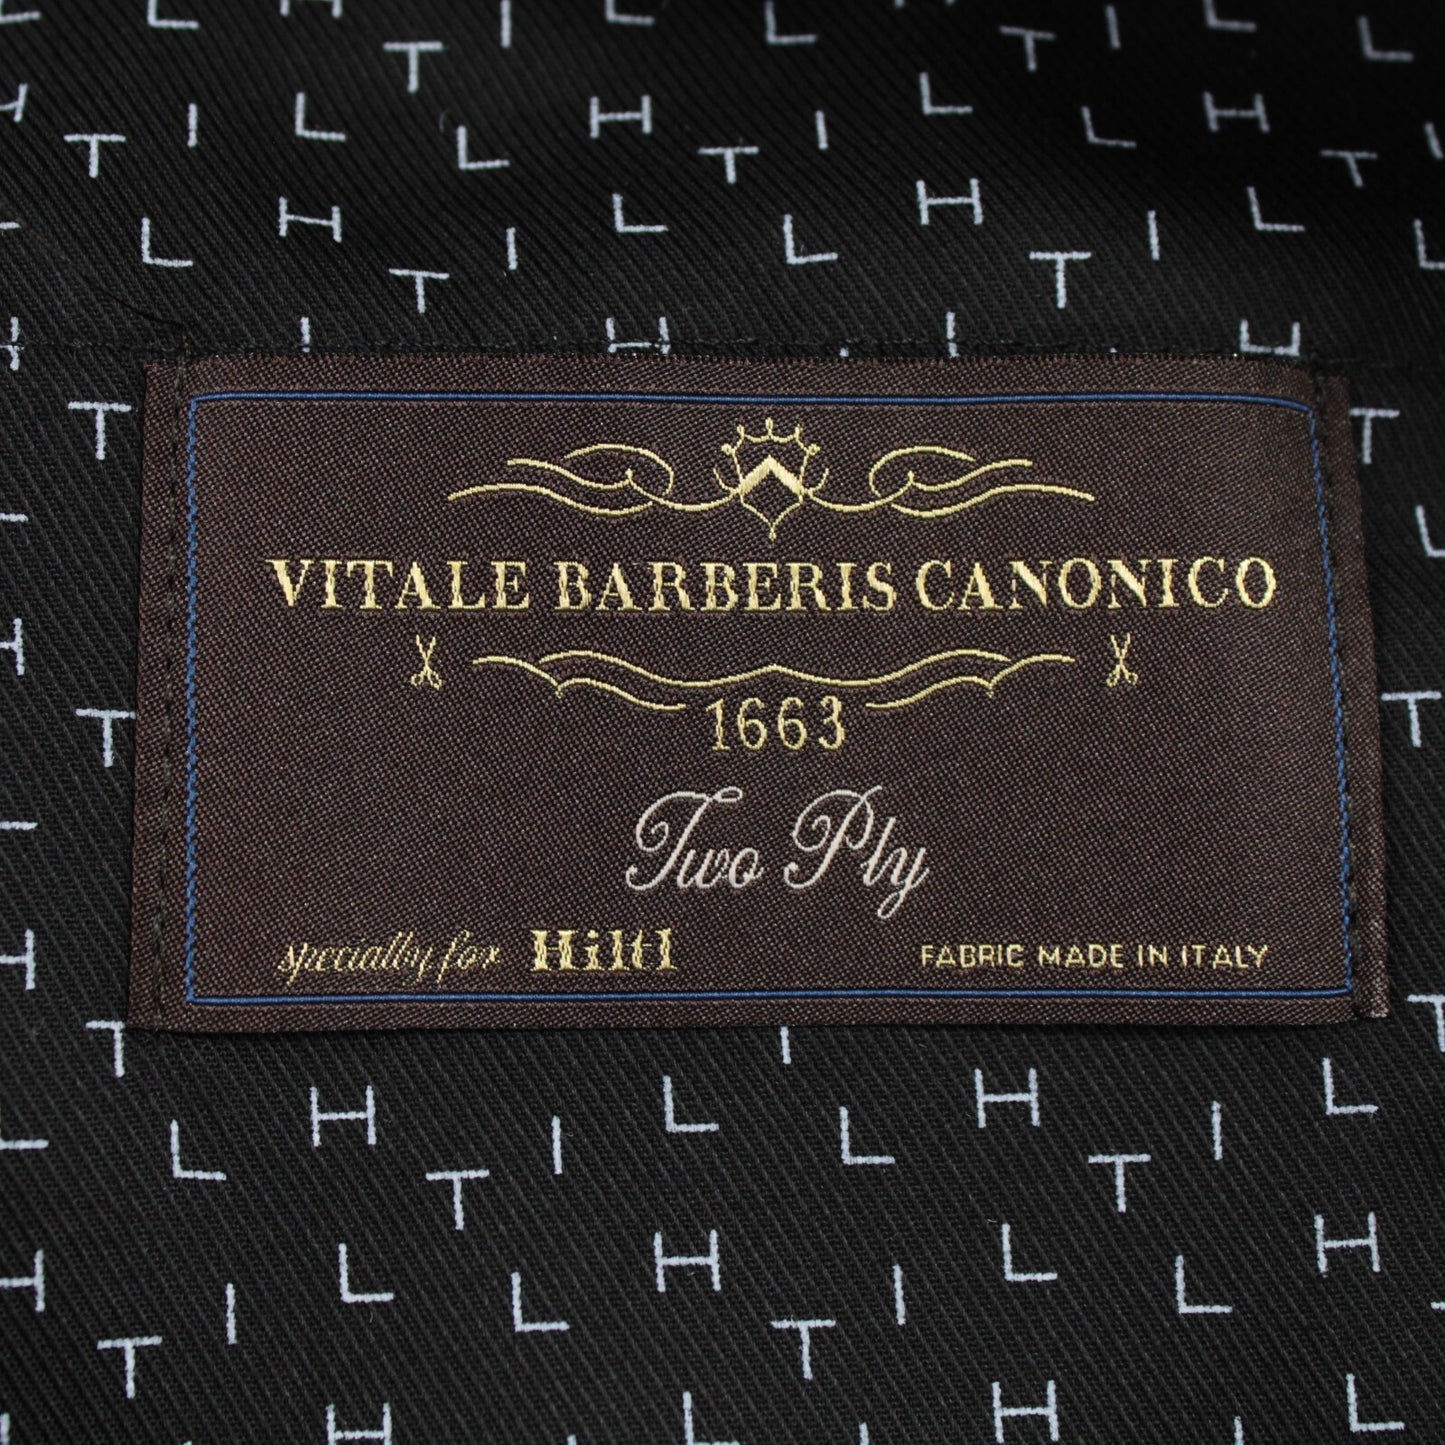 VITALE BARBERIS CANONICO
1663
Two Ply
specially for Hiltl
FABRIC MADE IN ITALY